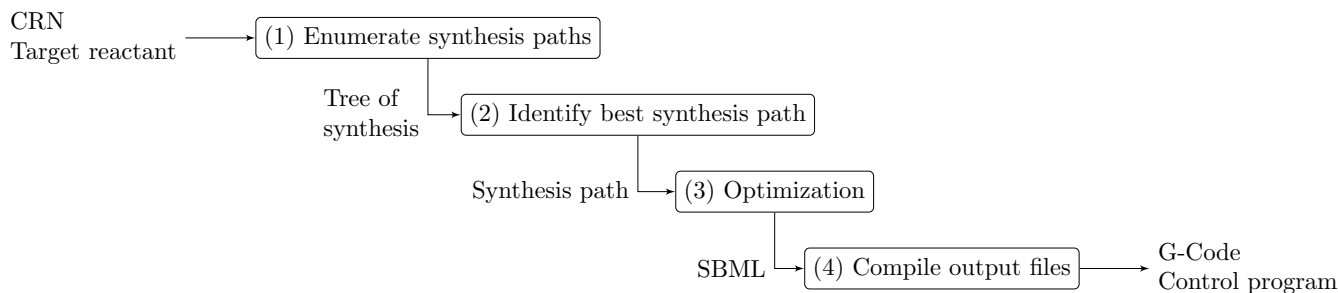 CRN
Target reactant
(1) Enumerate synthesis paths
Tree of
synthesis
(2) Identify best synthesis path
Synthesis path
(3) Optimization
SBML
(4) Compile output files
G-Code
Control program